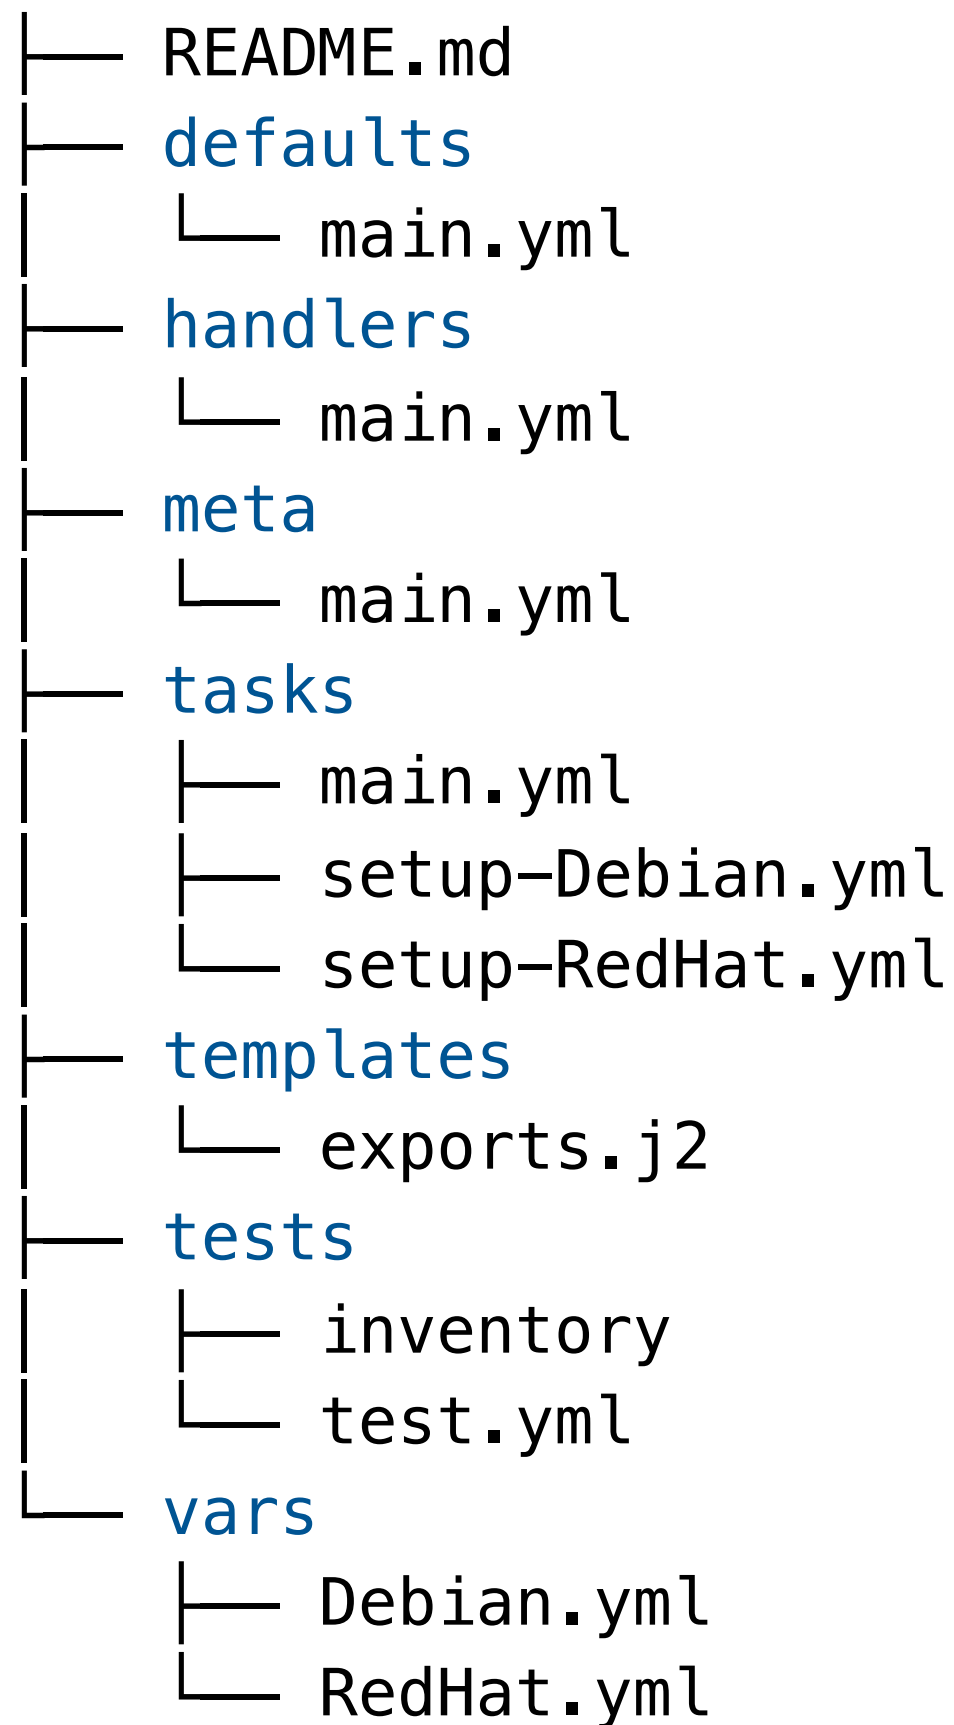 ├── README.md
├── defaults
│   └── main.yml
├── handlers
│   └── main.yml
├── meta
│   └── main.yml
├── tasks
│   ├── main.yml
│   ├── setup-Debian.yml
│   └── setup-RedHat.yml
├── templates
│   └── exports.j2
├── tests
│   ├── inventory
│   └── test.yml
└── vars
    ├── Debian.yml
    └── RedHat.yml